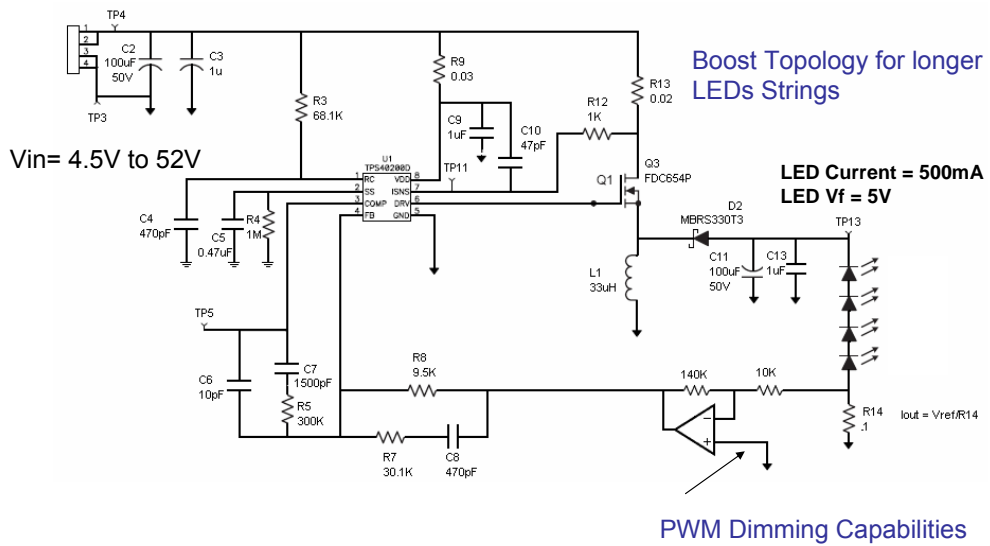 TP4
1
2
3
4
C2
100uF
50V
C3
1u
TP3
R3
68.1K
R9
0.03
R13
0.02
R12
1K
C9
1uF
C10
47pF
Boost Topology for longer
LEDs Strings
Vin= 4.5V to 52V
U1
TPS40200D
1 RC VDD 8
2 SS ISNS 7
3 COMP DRV 6
4 FB GND 5
TP11
Q1
Q3
FDC654P
LED Current = 500mA
LED Vf = 5V
C4
470pF
C5
0.47uF
R4
1M
D2
MBRS330T3
TP13
L1
33uH
C11
100uF
50V
C13
1uF
TP5
C6
10pF
C7
1500pF
R5
300K
R8
9.5K
R7
30.1K
C8
470pF
140K
10K
R14
.1
Iout = Vref/R14
PWM Dimming Capabilities